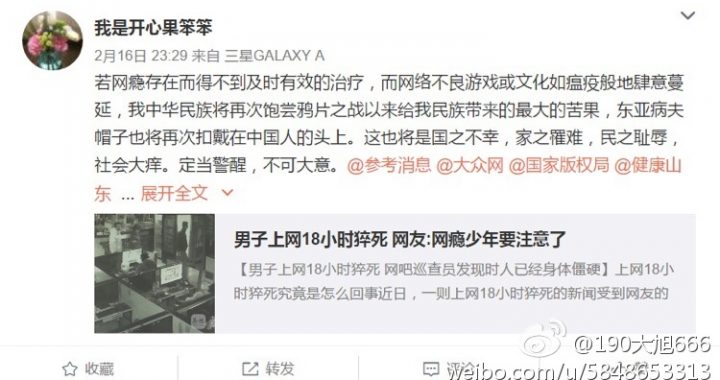 我是开心果笨笨
2月16日 23:29 来自 三星GALAXY A
若网瘾存在而得不到及时有效的治疗，而网络不良游戏或文化如瘟疫般地肆意蔓
延，我中华民族将再次饱尝鸦片之战以来给我民族带来的最大的苦果，东亚病夫
帽子也将再次扣戴在中国人的头上。这也将是国之不幸，家之罹难，民之耻辱，
社会大痒。定当警醒，不可大意。@参考消息 @大众网 @国家版权局 @健康山
东 ... 展开全文
男子上网18小时猝死 网友:网瘾少年要注意了
【男子上网18小时猝死 网吧巡查员发现时人已经身体僵硬】上网18小
时猝死究竟是怎么回事近日，一则上网18小时猝死的新闻受到网友的
收藏
转发
评论
@190大旭666
weibo.com/u/5848653313